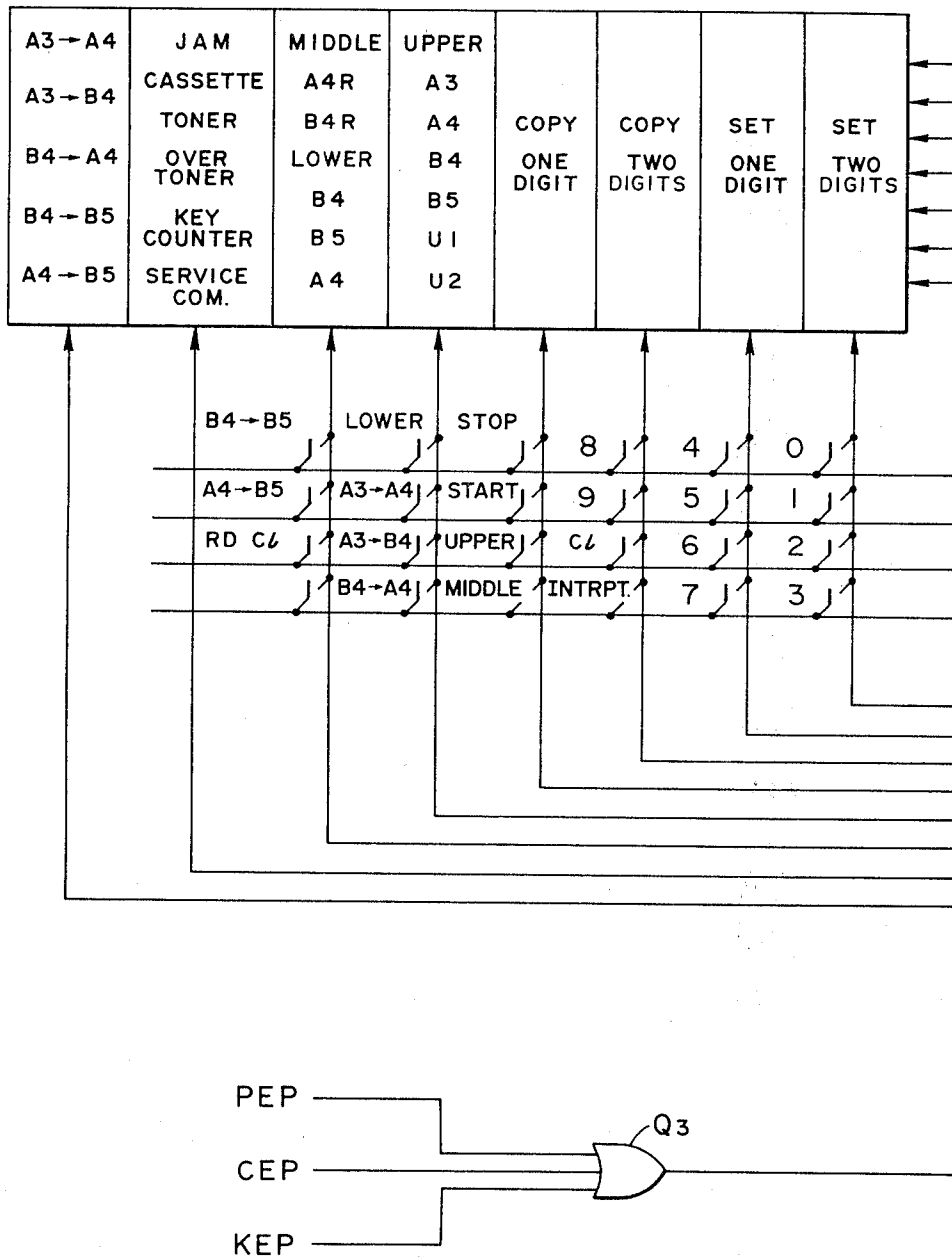 A3→A4
A3→B4
B4→A4
B4→B5
A4→B5
JAM
CASSETTE
TONER
OVER
TONER
KEY
COUNTER
SERVICE
COM.
MIDDLE
A4R
B4R
LOWER
B4
B5
A4
UPPER
A3
A4
B4
B5
U1
U2
COPY
ONE
DIGIT
COPY
TWO
DIGITS
SET
ONE
DIGIT
SET
TWO
DIGITS
B4→B5 LOWER STOP 8 4 0
A4→B5 A3→A4 START 9 5 1
RD Cl A3→B4 UPPER Cl 6 2
B4→A4 MIDDLE INTRPT. 7 3
PEP
Q3
CEP
KEP